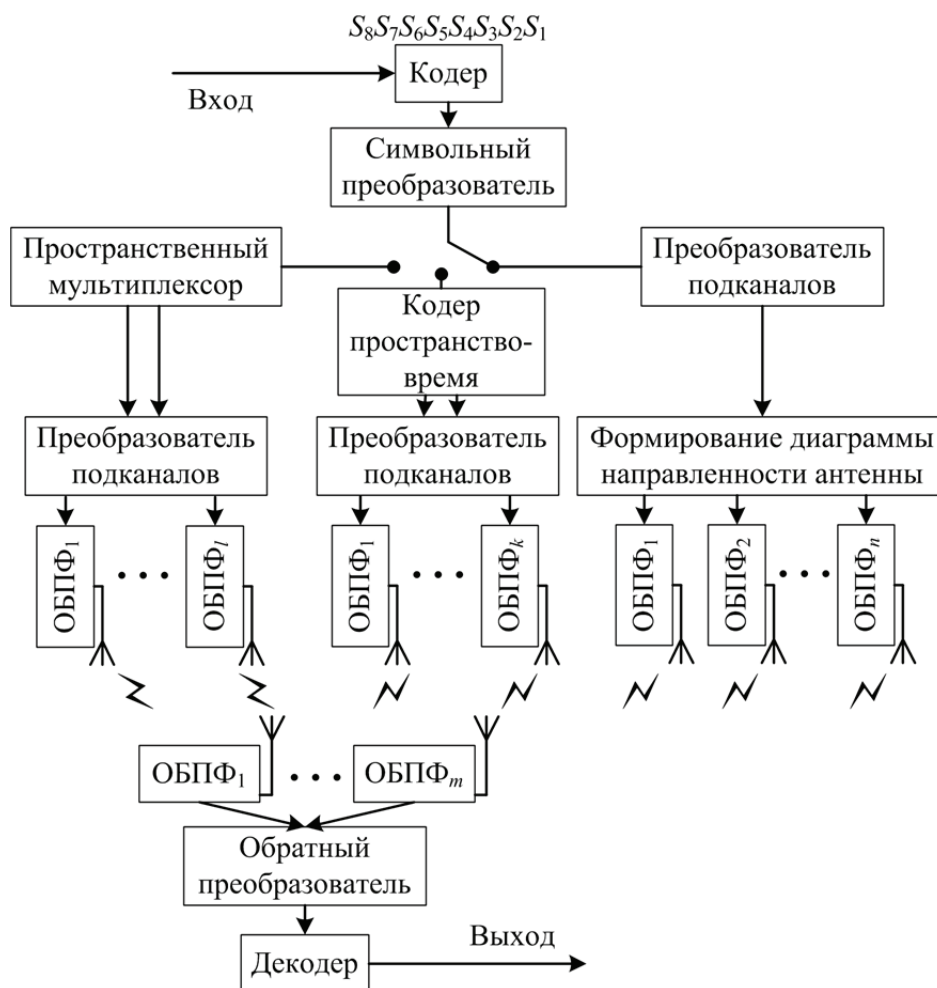 S₈S₇S₆S₅S₄S₃S₂S₁
Кодер
Вход
Символьный
преобразователь
Пространственный
мультиплексор
Кодер
пространство-
время
Преобразователь
подканалов
Преобразователь
подканалов
Преобразователь
подканалов
Формирование диаграммы
направленности антенны
ОБПФ₁
• • •
ОБПФₗ
ОБПФ₁
• • •
ОБПФₖ
ОБПФ₁
ОБПФ₂
• • •
ОБПФₙ
ОБПФ₁
• • •
ОБПФₘ
Обратный
преобразователь
Декодер
Выход